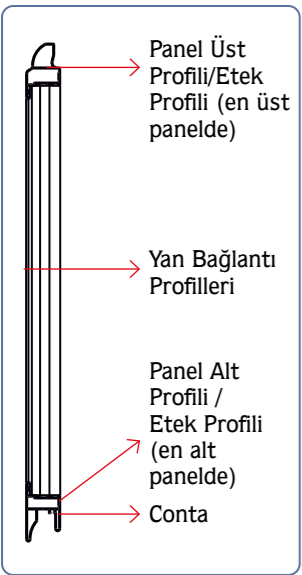 Panel Üst
Profili/Etek
Profili (en üst
panelde)
Yan Bağlantı
Profilleri
Panel Alt
Profili /
Etek Profili
(en alt
panelde)
Conta